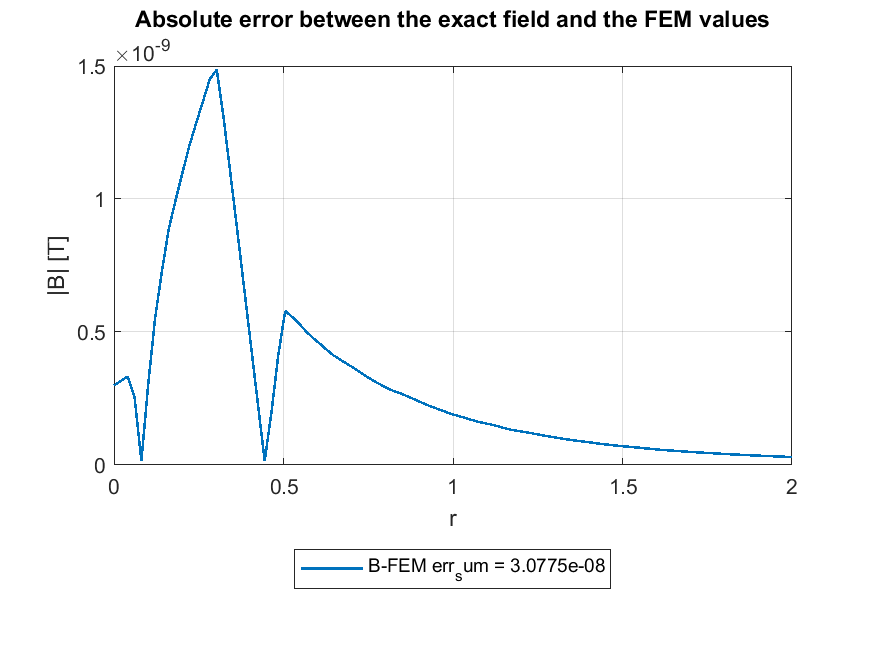 Absolute error between the exact field and the FEM values
×10⁻⁹
1.5
1
0.5
0
|B| [T]
0 0.5 1 1.5 2
r
B-FEM errₛum = 3.0775e-08